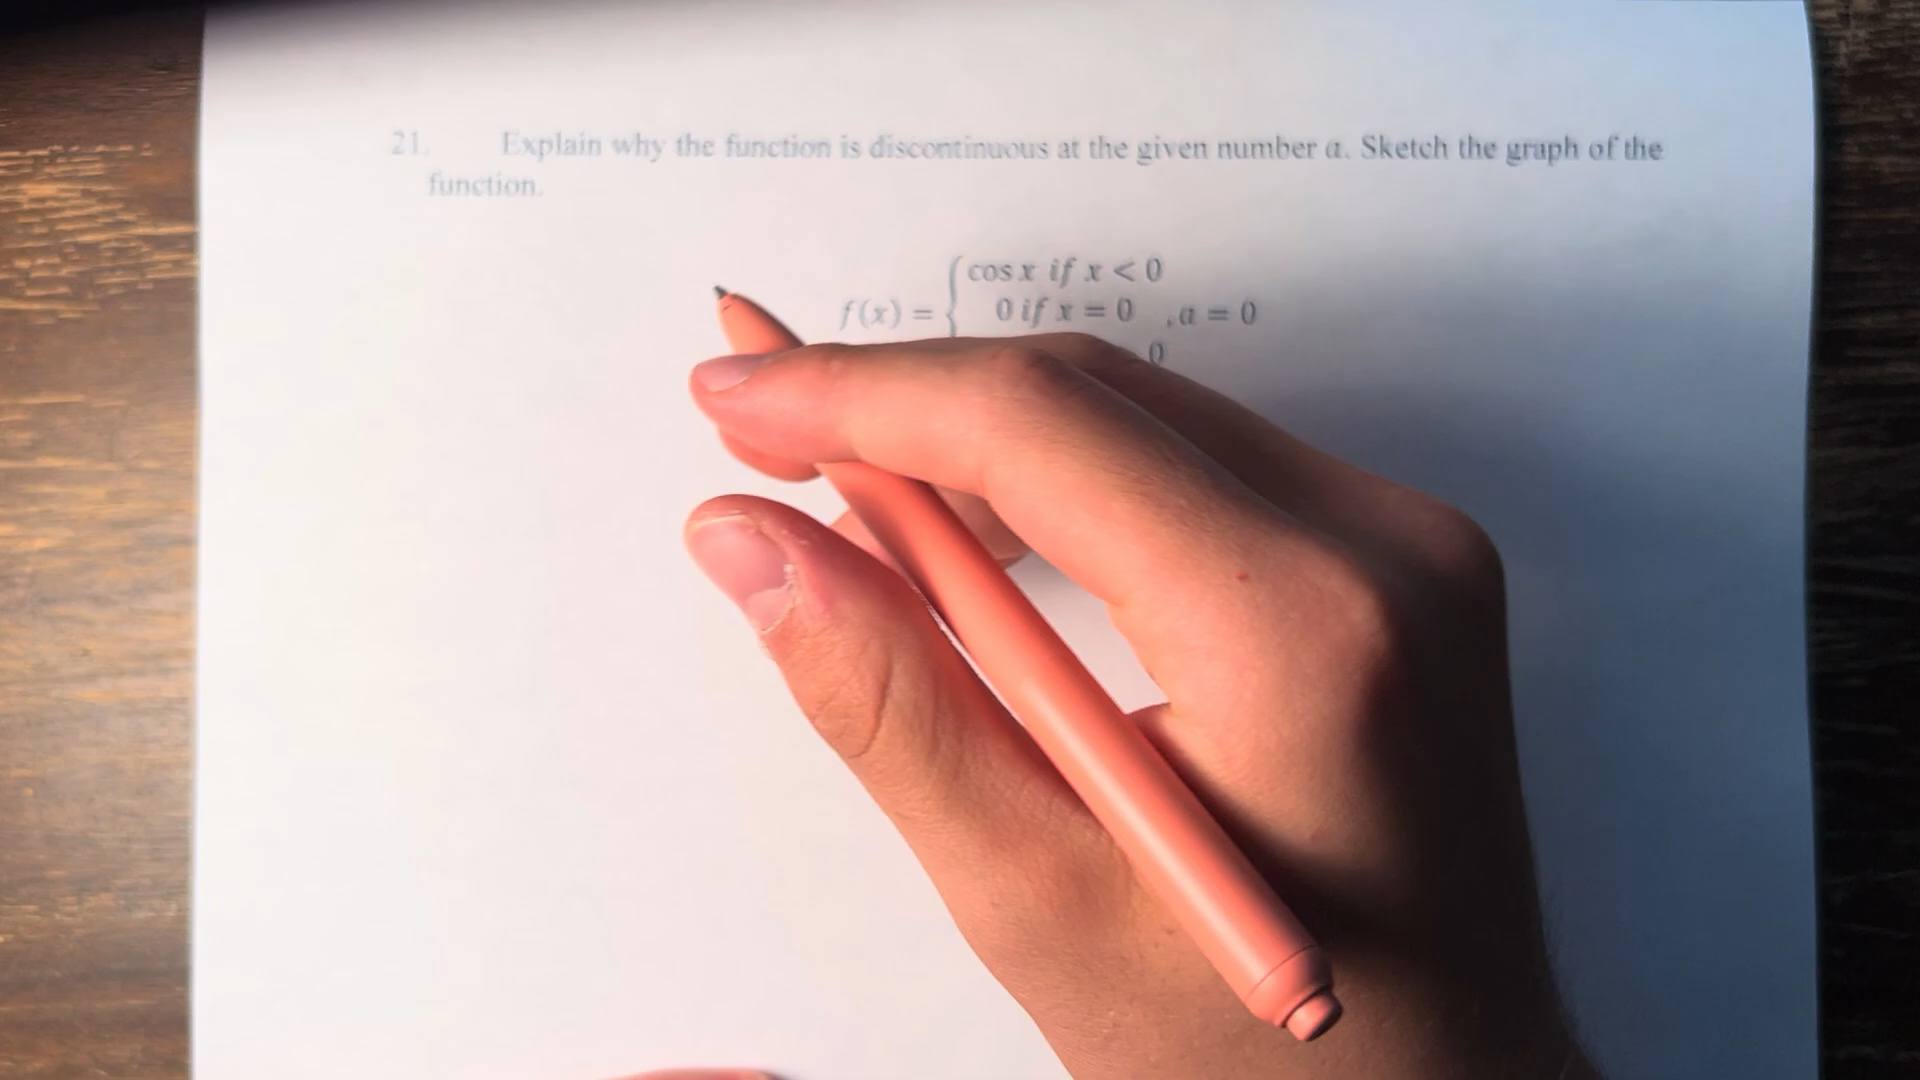 21. Explain why the function is discontinuous at the given number a. Sketch the graph of the
function.
cos x if x < 0
f(x) = { 0 if x = 0 , a = 0
0